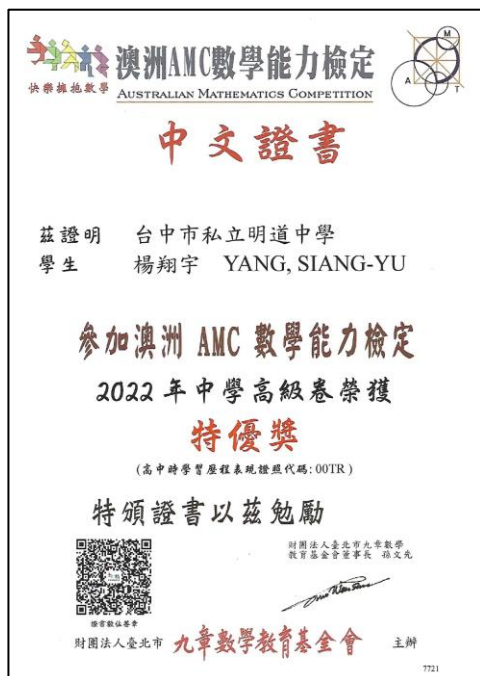 快樂擁抱數學
澳洲AMC數學能力檢定
AUSTRALIAN MATHEMATICS COMPETITION
A M T
中文證書
茲證明 台中市私立明道中學
學生 楊翔宇 YANG, SIANG-YU
參加澳洲 AMC 數學能力檢定
2022 年中學高級卷榮獲
特優獎
(高中時學習歷程表現證照代碼: 00TR)
特頒證書以茲勉勵
財團法人臺北市九章數學
教育基金會董事長 孫文先
證書數位簽章
財團法人臺北市 九章數學教育基金會 主辦
7721